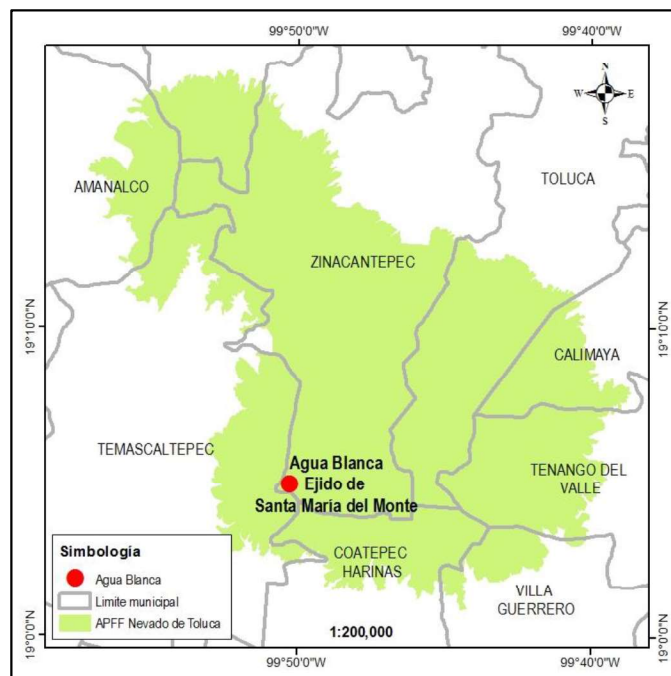 99°50'0"W
99°40'0"W
N
W
E
S
AMANALCO
TOLUCA
ZINACANTEPEC
19°10'0"N
19°10'0"N
CALIMAYA
TEMASCALTEPEC
Agua Blanca
Ejido de
Santa María del Monte
TENANGO DEL
VALLE
COATEPEC
HARINAS
VILLA
GUERRERO
Simbología
Agua Blanca
Limite municipal
APFF Nevado de Toluca
1:200,000
19°0'0"N
19°0'0"N
99°50'0"W
99°40'0"W